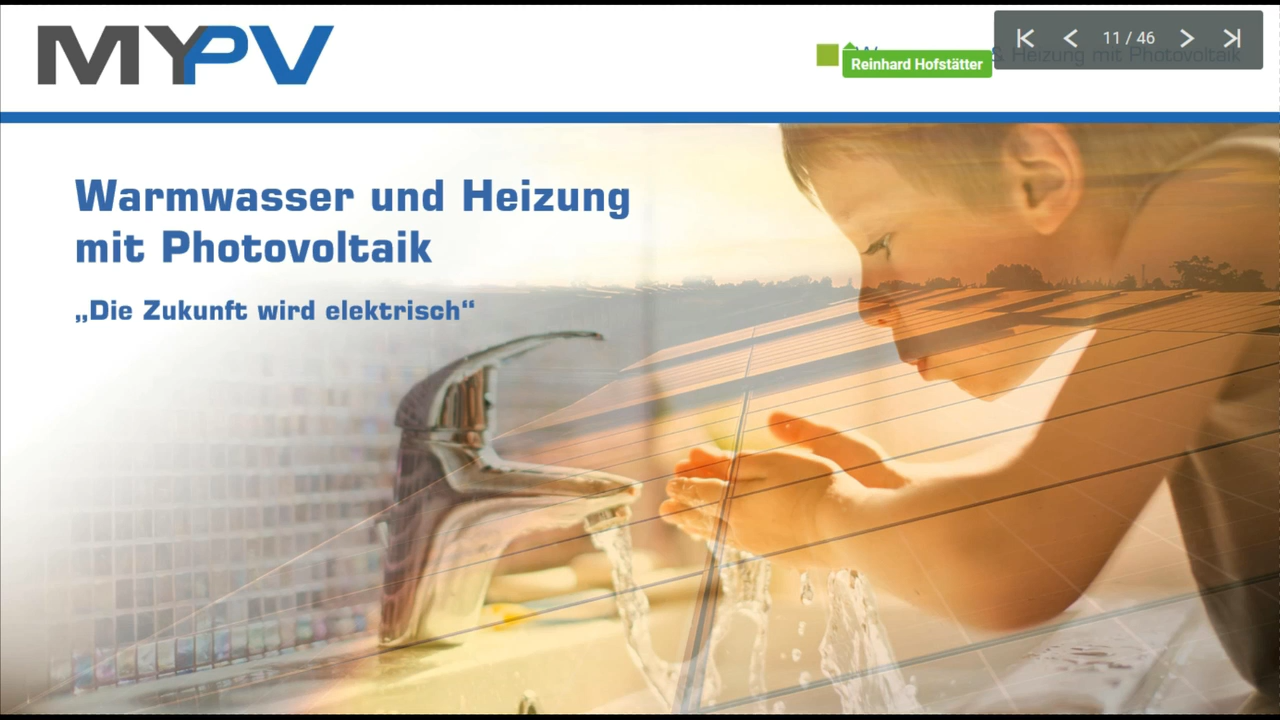 MYPV
11 / 46
& Heizung mit Photovoltaik
Reinhard Hofstätter
Warmwasser und Heizung
mit Photovoltaik
„Die Zukunft wird elektrisch“